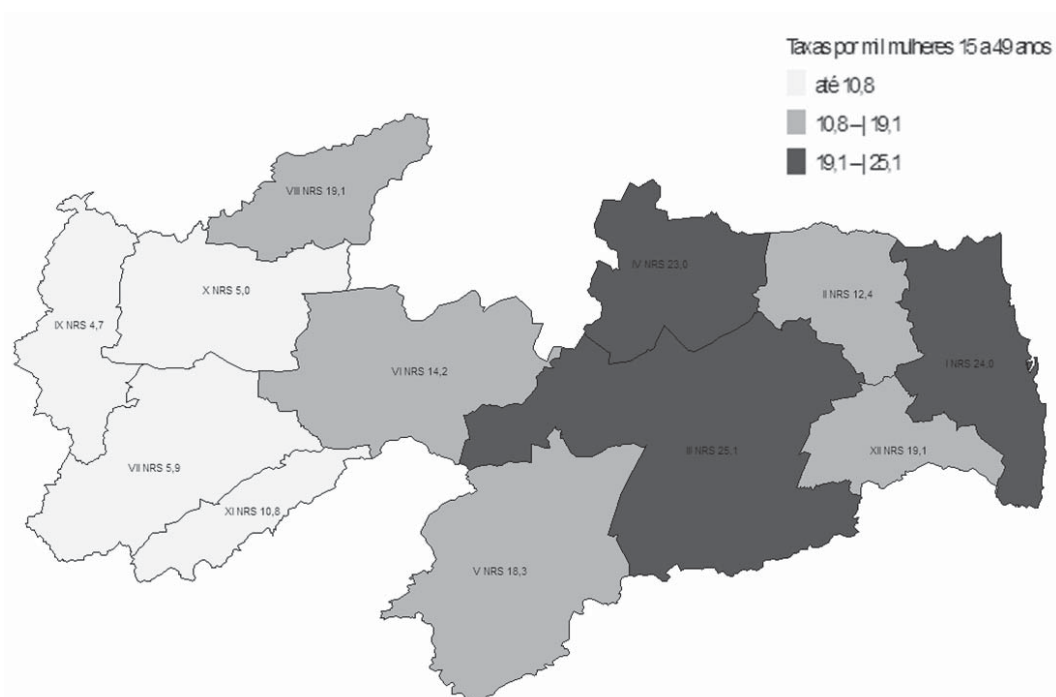 Taxas por mil mulheres 15 a 49 anos
até 10,8
10,8 --| 19,1
19,1 --| 25,1
VIII NRS 19,1
IV NRS 23,0
X NRS 5,0
II NRS 12,4
IX NRS 4,7
VI NRS 14,2
I NRS 24,0
III NRS 25,1
XII NRS 19,1
VII NRS 5,9
XI NRS 10,8
V NRS 18,3